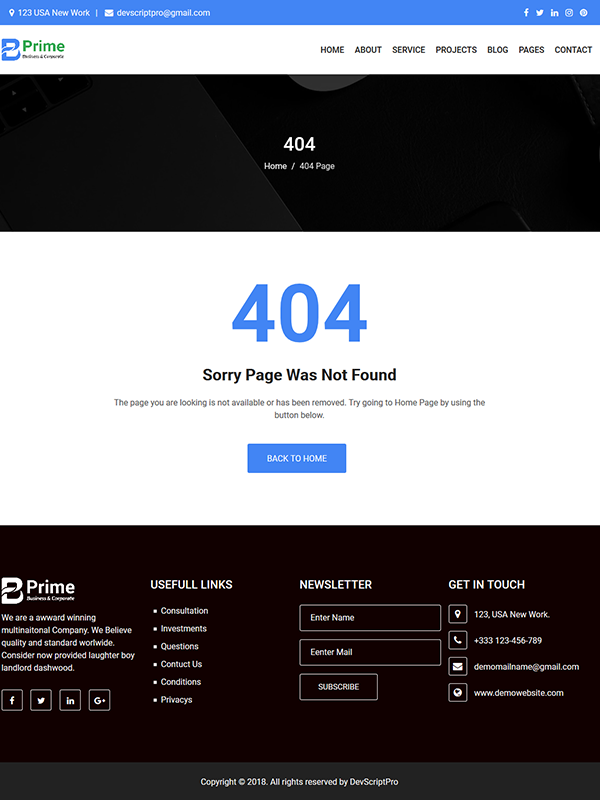 123 USA New Work | devscriptpro@gmail.com
Prime
Business & Corporate
HOME ABOUT SERVICE PROJECTS BLOG PAGES CONTACT
404
Home / 404 Page
404
Sorry Page Was Not Found
The page you are looking is not available or has been removed. Try going to Home Page by using the
button below.
BACK TO HOME
Prime
Business & Corporate
We are a awward winning
multinaitonal Company. We Believe
quality and standard worlwide.
Consider now provided laughter boy
landlord dashwood.
USEFULL LINKS
Consultation
Investments
Questions
Contuct Us
Conditions
Privacys
NEWSLETTER
Enter Name
Eenter Mail
SUBSCRIBE
GET IN TOUCH
123, USA New Work.
+333 123-456-789
demomailname@gmail.com
www.demowebsite.com
Copyright © 2018. All rights reserved by DevScriptPro